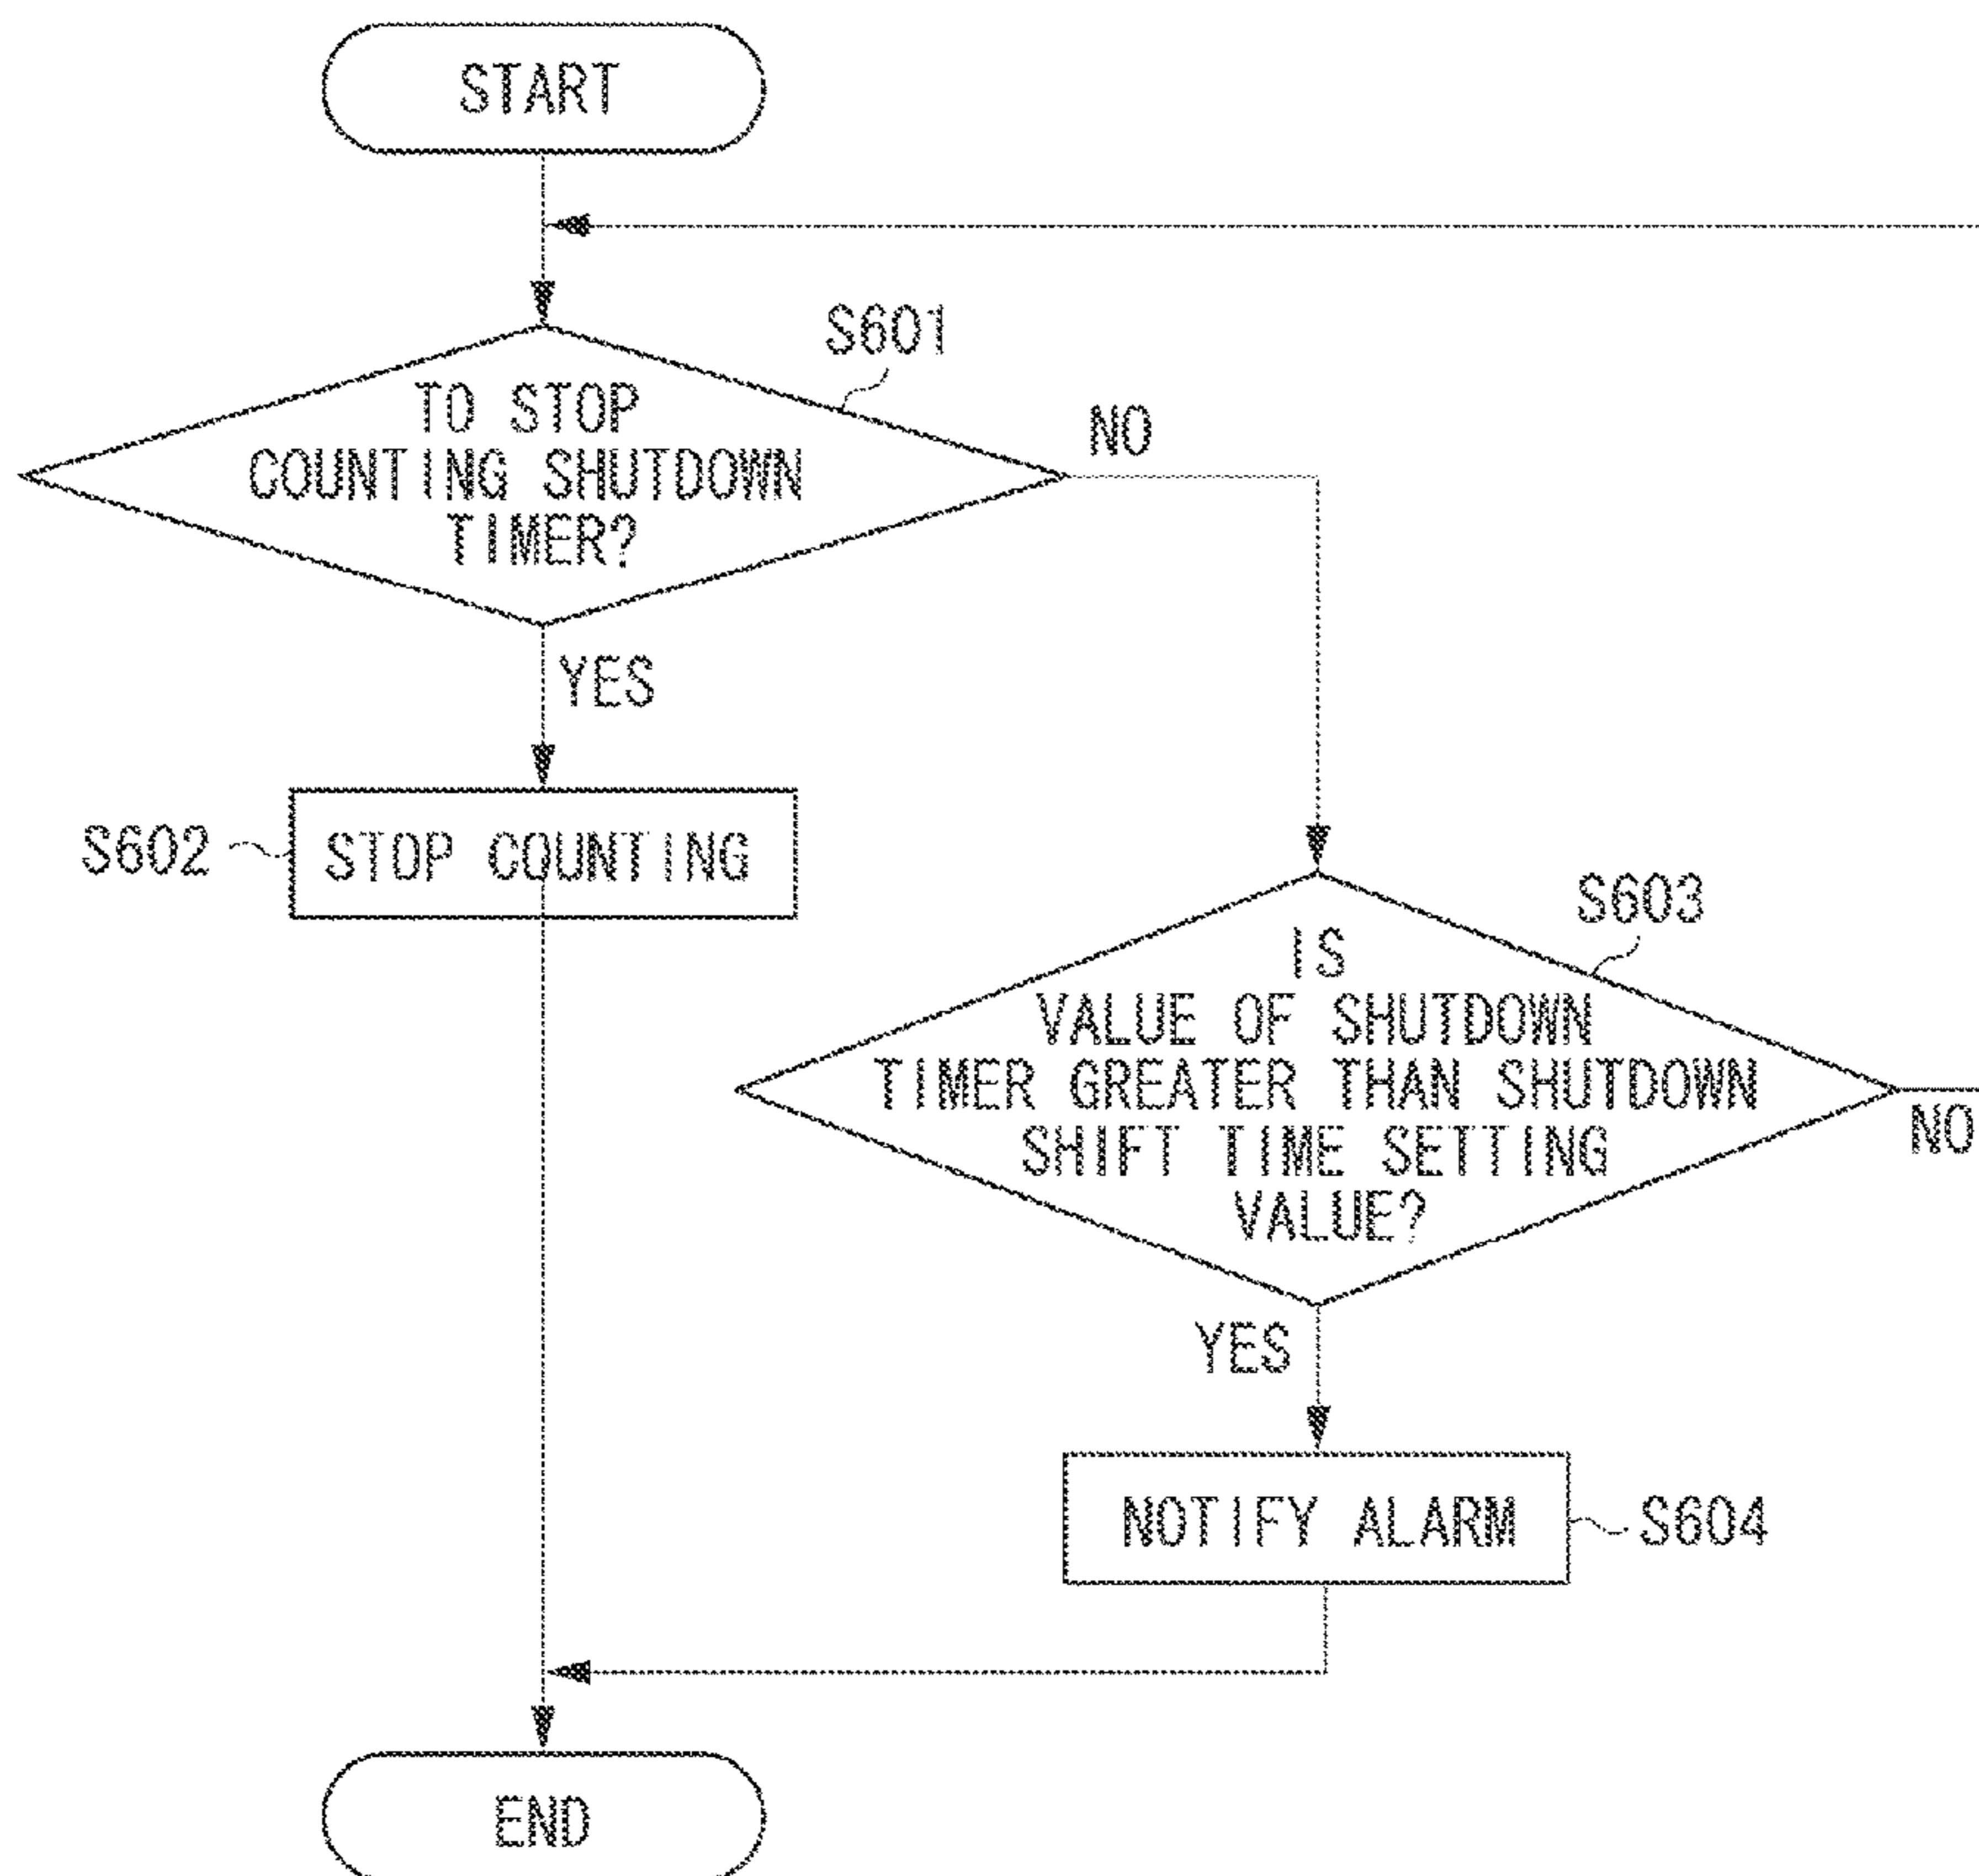 START
S601
TO STOP
COUNTING SHUTDOWN
TIMER?
NO
YES
S602
STOP COUNTING
S603
IS
VALUE OF SHUTDOWN
TIMER GREATER THAN SHUTDOWN
SHIFT TIME SETTING
VALUE?
NO
YES
NOTIFY ALARM
S604
END